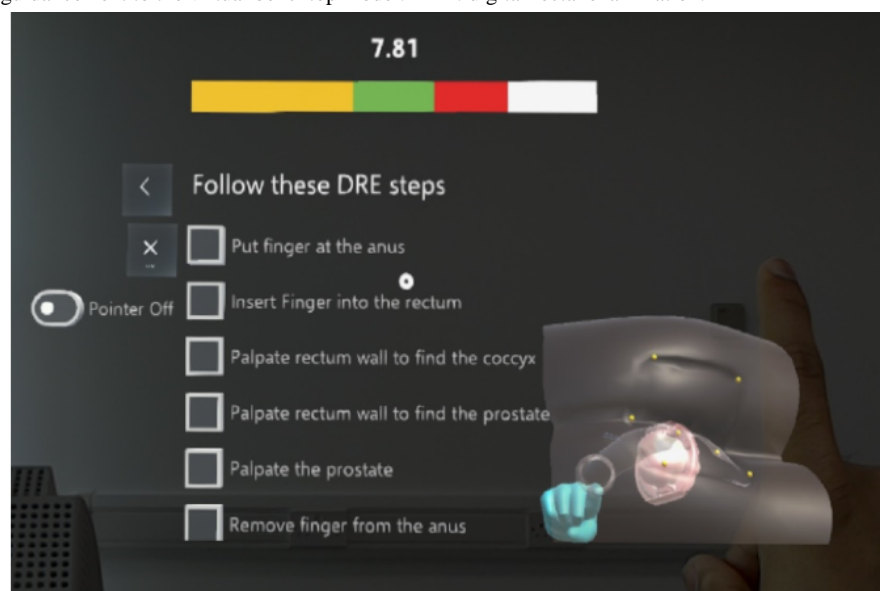 7.81
Follow these DRE steps
Put finger at the anus
Insert Finger into the rectum
Pointer Off
Palpate rectum wall to find the coccyx
Palpate rectum wall to find the prostate
Palpate the prostate
Remove finger from the anus